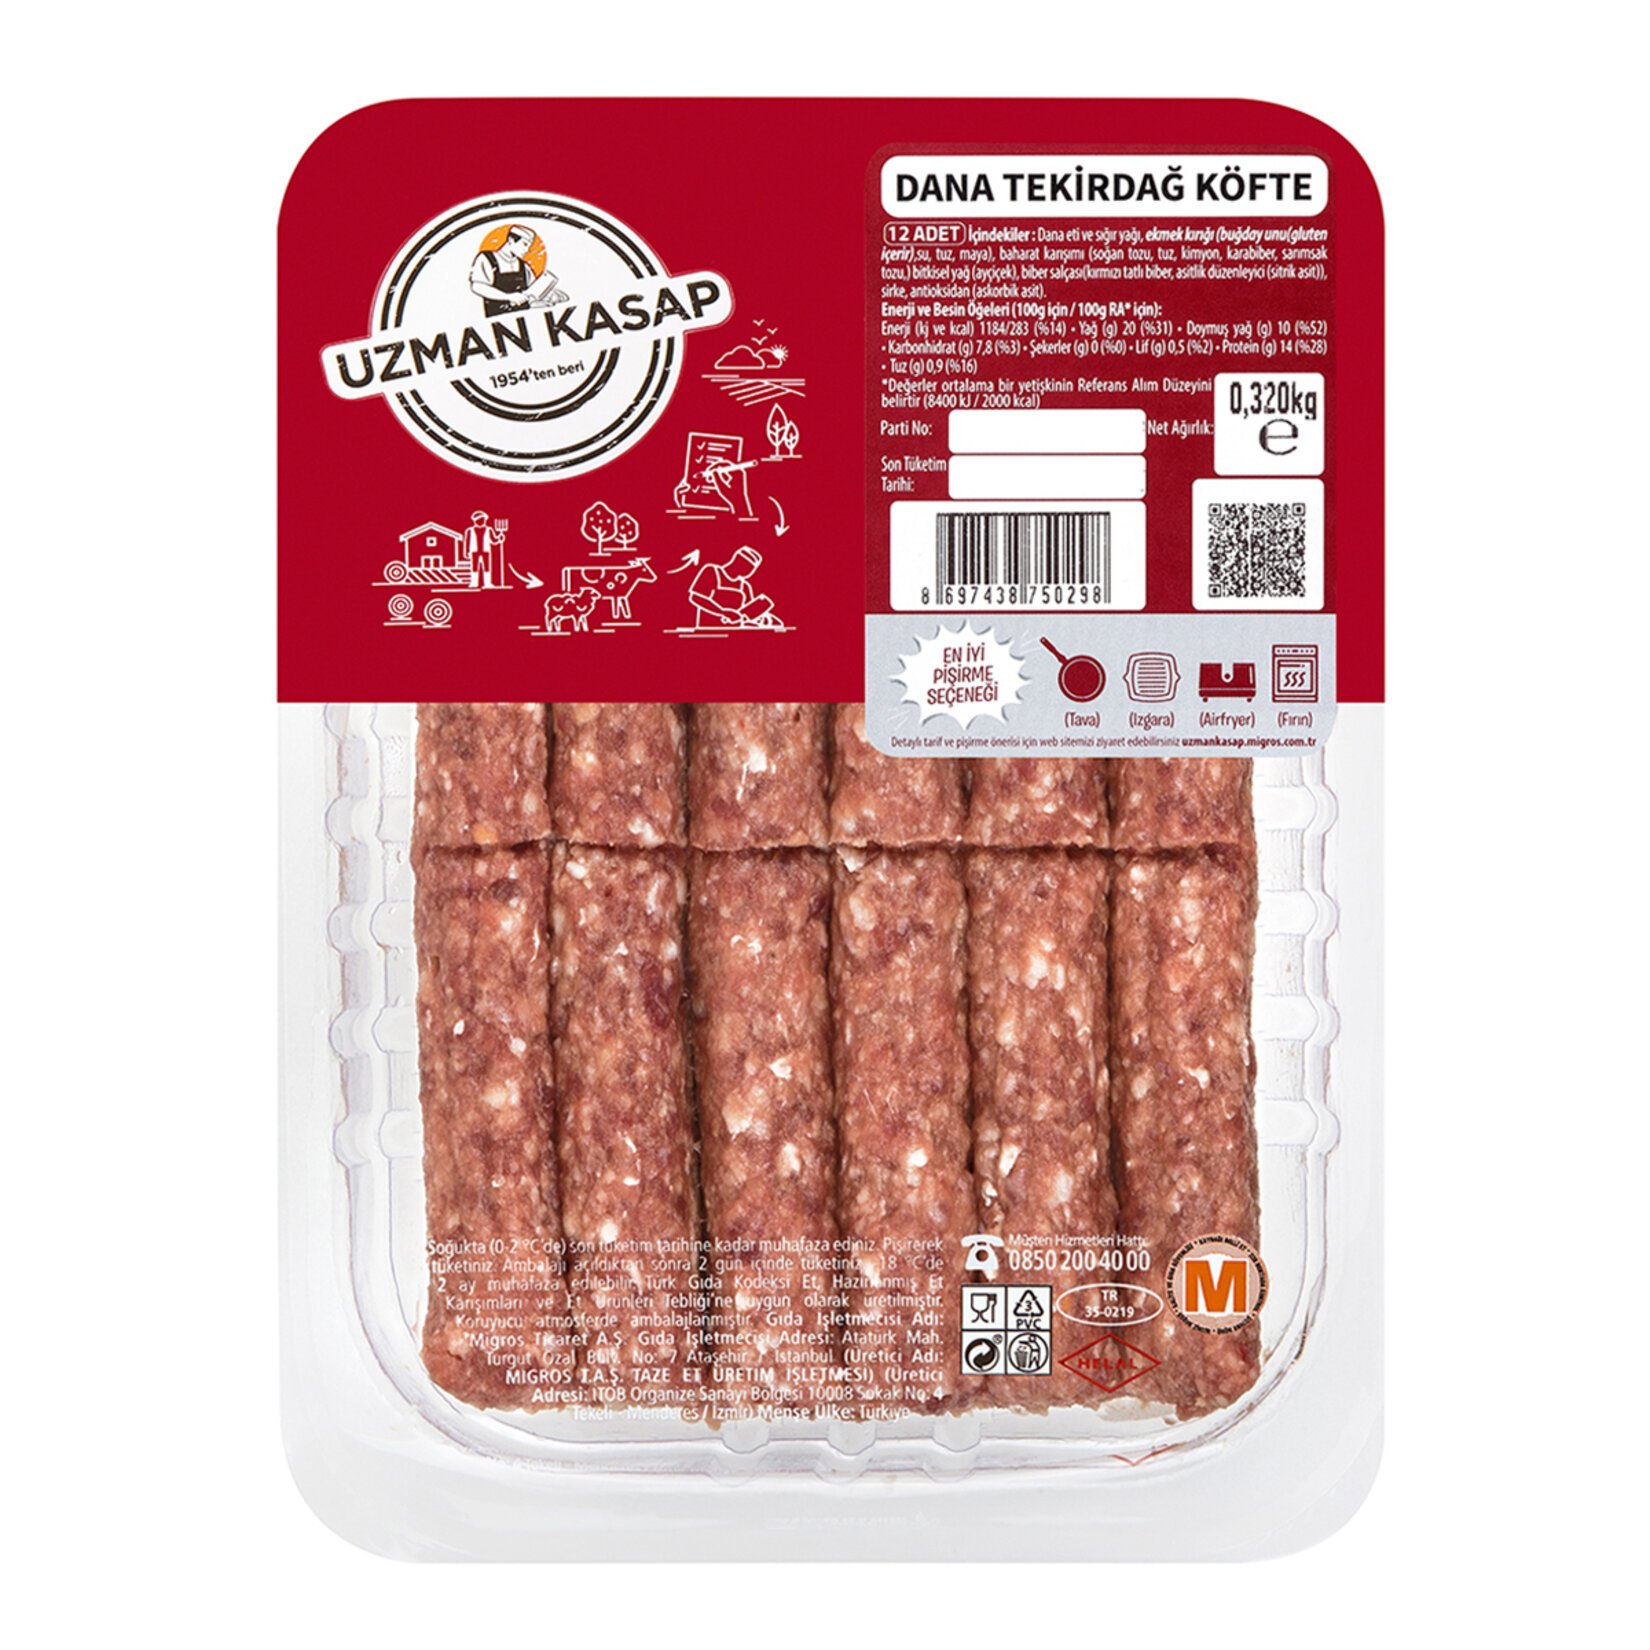 UZMAN KASAP
1954'ten beri
DANA TEKİRDAĞ KÖFTE
12 ADET İçindekiler : Dana eti ve sığır yağı, ekmek kırığı (buğday unu(gluten
içerir),su, tuz, maya), baharat karışımı (soğan tozu, tuz, kimyon, karabiber, sarımsak
tozu,) bitkisel yağ (ayçiçek), biber salçası(kırmızı tatlı biber, asitlik düzenleyici (sitrik asit)),
sirke, antioksidan (askorbik asit).
Enerji ve Besin Öğeleri (100g için / 100g RA* için):
Enerji (kj ve kcal) 1184/283 (%14) • Yağ (g) 20 (%31) • Doymuş yağ (g) 10 (%52)
• Karbonhidrat (g) 7,8 (%3) • Şekerler (g) 0 (%0) • Lif (g) 0,5 (%2) • Protein (g) 14 (%28)
• Tuz (g) 0,9 (%16)
*Değerler ortalama bir yetişkinin Referans Alım Düzeyini
belirtir (8400 kJ / 2000 kcal)
0,320kg
e
Parti No:
Net Ağırlık:
Son Tüketim
Tarihi:
8 697438 750298
EN İYİ
PİŞİRME
SEÇENEĞİ
(Tava) (Izgara) (Airfryer) (Fırın)
Detaylı tarif ve pişirme önerisi için web sitemizi ziyaret edebilirsiniz uzmankasap.migros.com.tr
Soğukta (0-2 °C'de) son tüketim tarihine kadar muhafaza ediniz. Pişirerek
tüketiniz. Ambalajı açıldıktan sonra 2 gün içinde tüketiniz. 18 °C'de
2 ay muhafaza edilebilir. Türk Gıda Kodeksi Et, Hazırlanmış Et
Karışımları ve Et Ürünleri Tebliği'ne uygun olarak üretilmiştir.
Koruyucu atmosferde ambalajlanmıştır. Gıda İşletmecisi Adı:
Migros Ticaret A.Ş. Gıda İşletmecisi Adresi: Atatürk Mah.
Turgut Özal Bulv. No: 7 Ataşehir / İstanbul (Üretici Adı:
MİGROS T.A.Ş. TAZE ET ÜRETİM İŞLETMESİ) (Üretici
Adresi: İTOB Organize Sanayi Bölgesi 10008 Sokak No: 4
Tekeli - Menderes / İzmir) Menşe Ülke: Türkiye
Müşteri Hizmetleri Hattı:
0850 200 40 00
3
PVC
TR
35-0219
HELAL
M